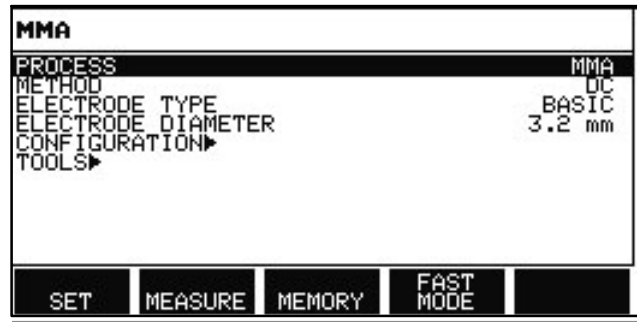 MMA
PROCESS MMA
METHOD DC
ELECTRODE TYPE BASIC
ELECTRODE DIAMETER 3.2 mm
CONFIGURATION▶
TOOLS▶
SET MEASURE MEMORY FAST MODE